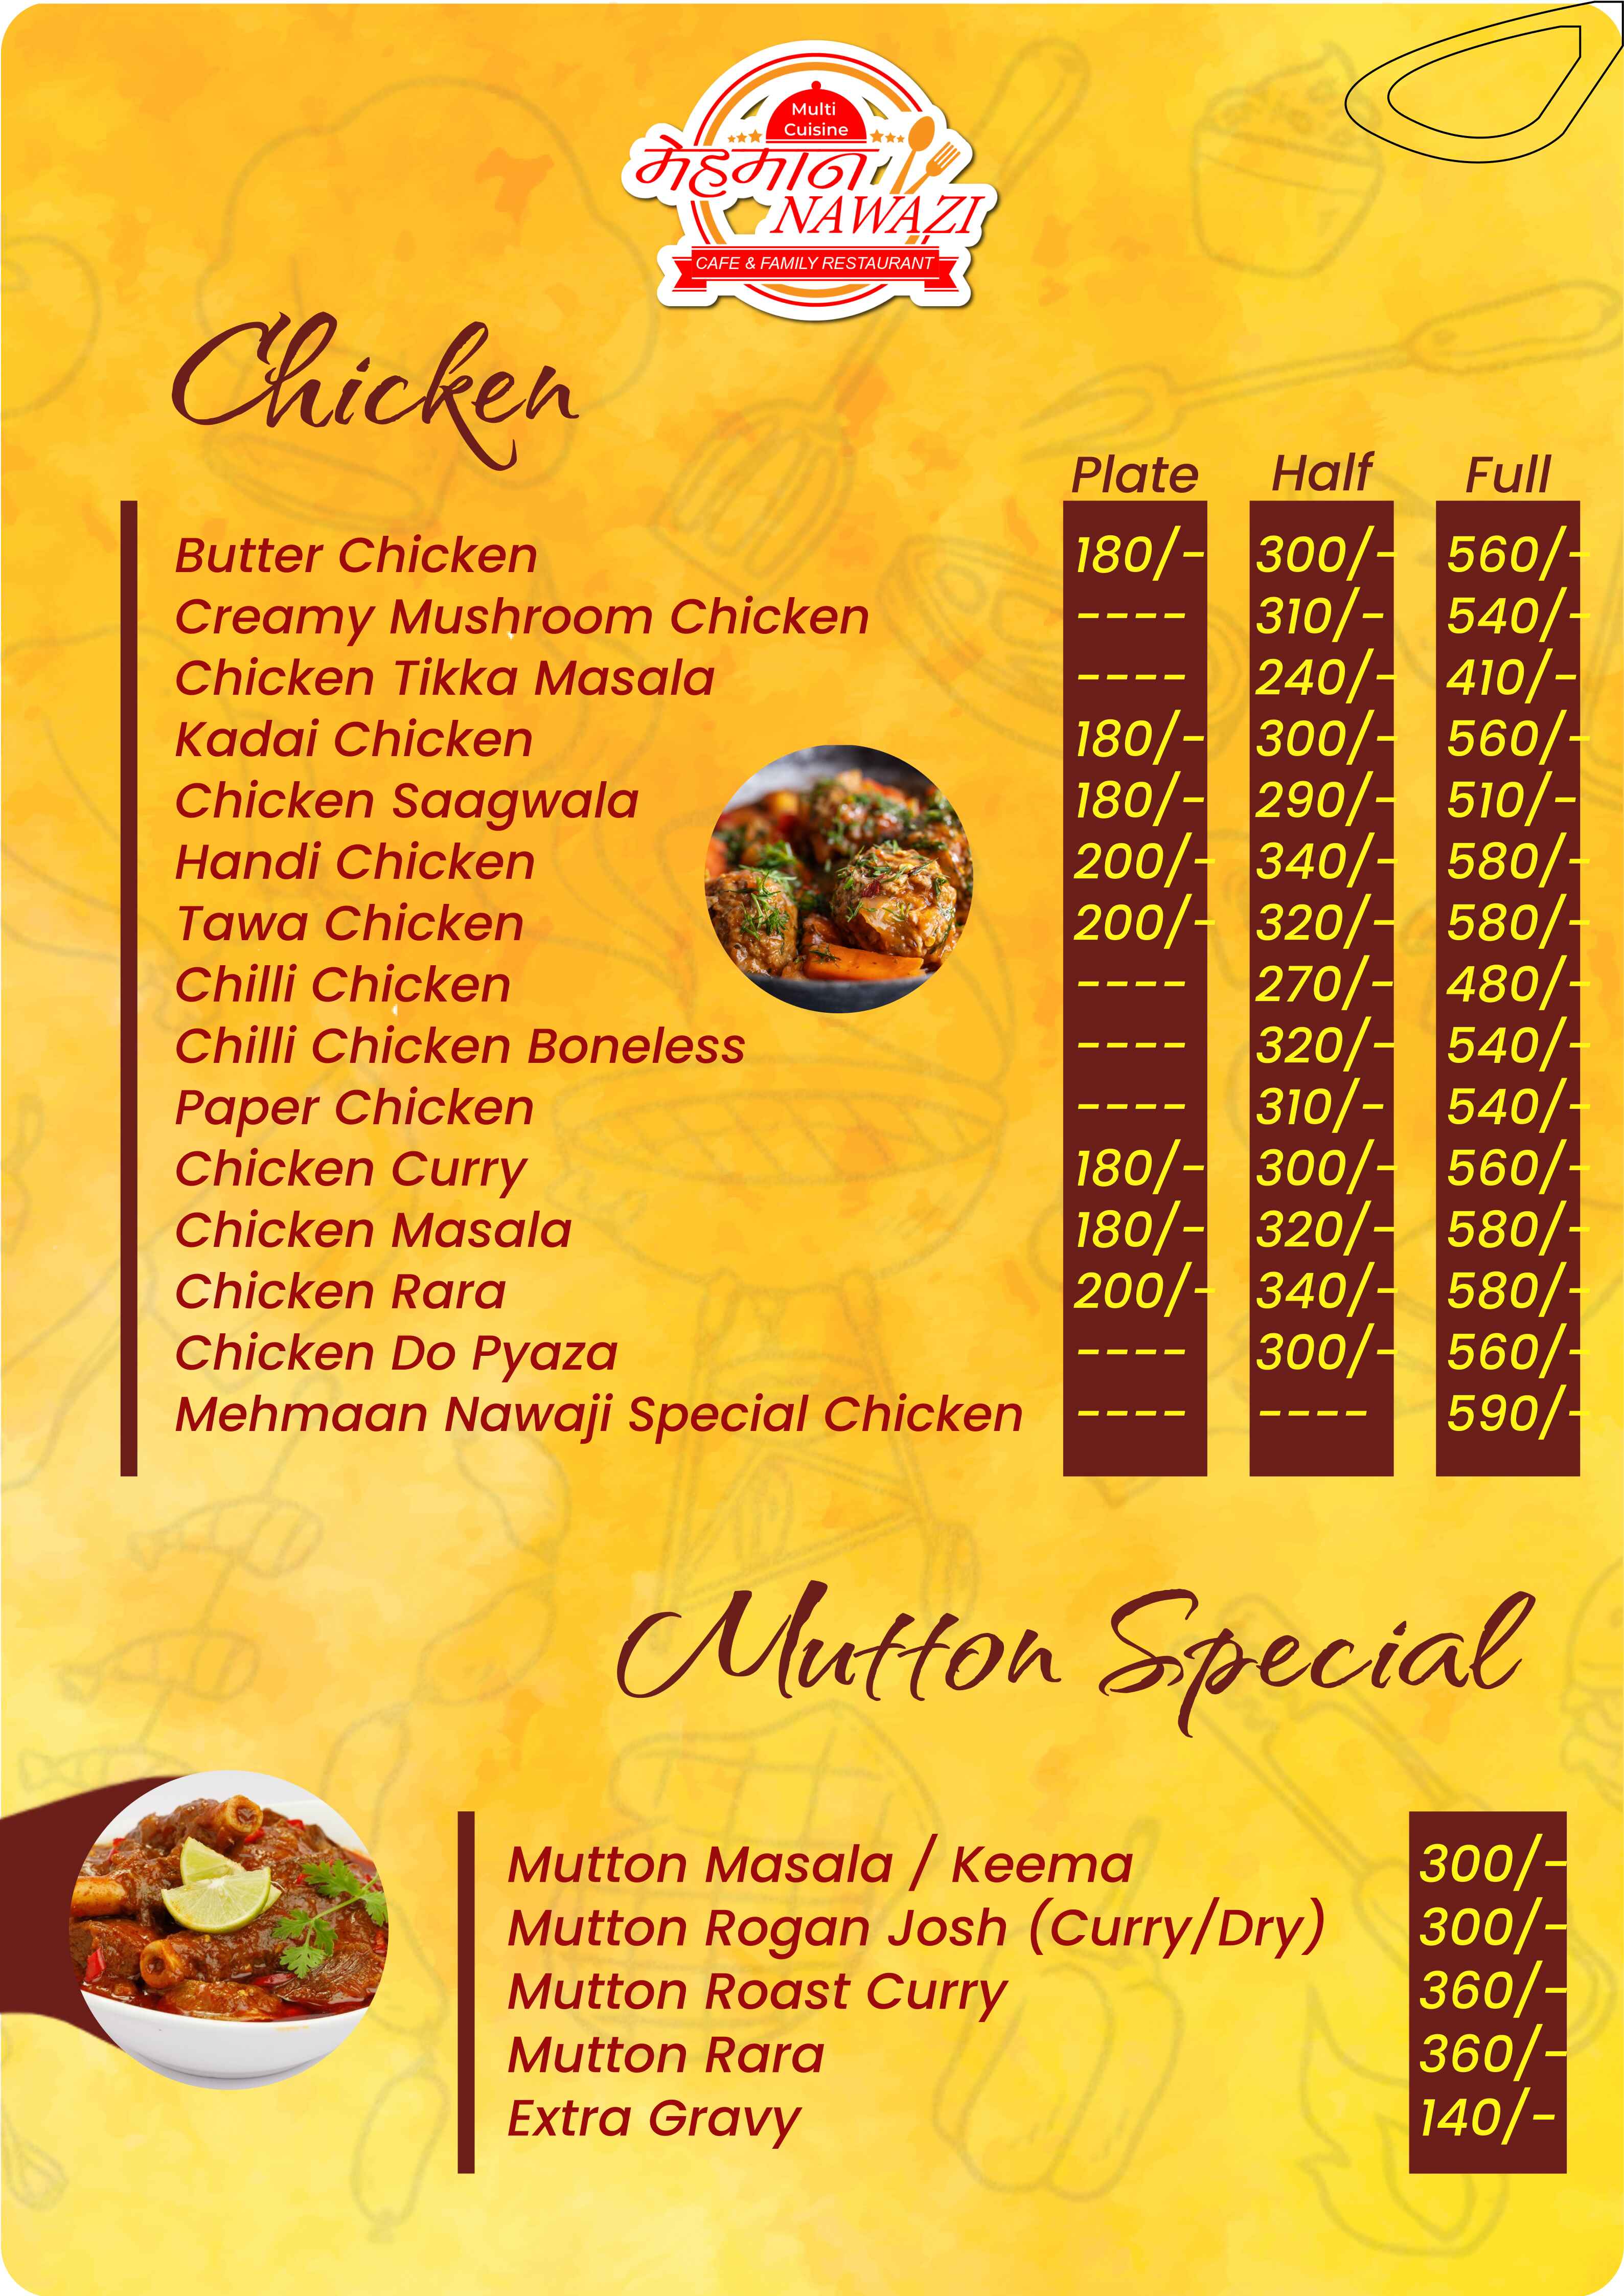 Multi
Cuisine
मेहमान
NAWAZI
CAFE & FAMILY RESTAURANT
Chicken
Plate Half Full
Butter Chicken 180/- 300/- 560/-
Creamy Mushroom Chicken ---- 310/- 540/-
Chicken Tikka Masala ---- 240/- 410/-
Kadai Chicken 180/- 300/- 560/-
Chicken Saagwala 180/- 290/- 510/-
Handi Chicken 200/- 340/- 580/-
Tawa Chicken 200/- 320/- 580/-
Chilli Chicken ---- 270/- 480/-
Chilli Chicken Boneless ---- 320/- 540/-
Paper Chicken ---- 310/- 540/-
Chicken Curry 180/- 300/- 560/-
Chicken Masala 180/- 320/- 580/-
Chicken Rara 200/- 340/- 580/-
Chicken Do Pyaza ---- 300/- 560/-
Mehmaan Nawaji Special Chicken ---- ---- 590/-
Mutton Special
Mutton Masala / Keema 300/-
Mutton Rogan Josh (Curry/Dry) 300/-
Mutton Roast Curry 360/-
Mutton Rara 360/-
Extra Gravy 140/-